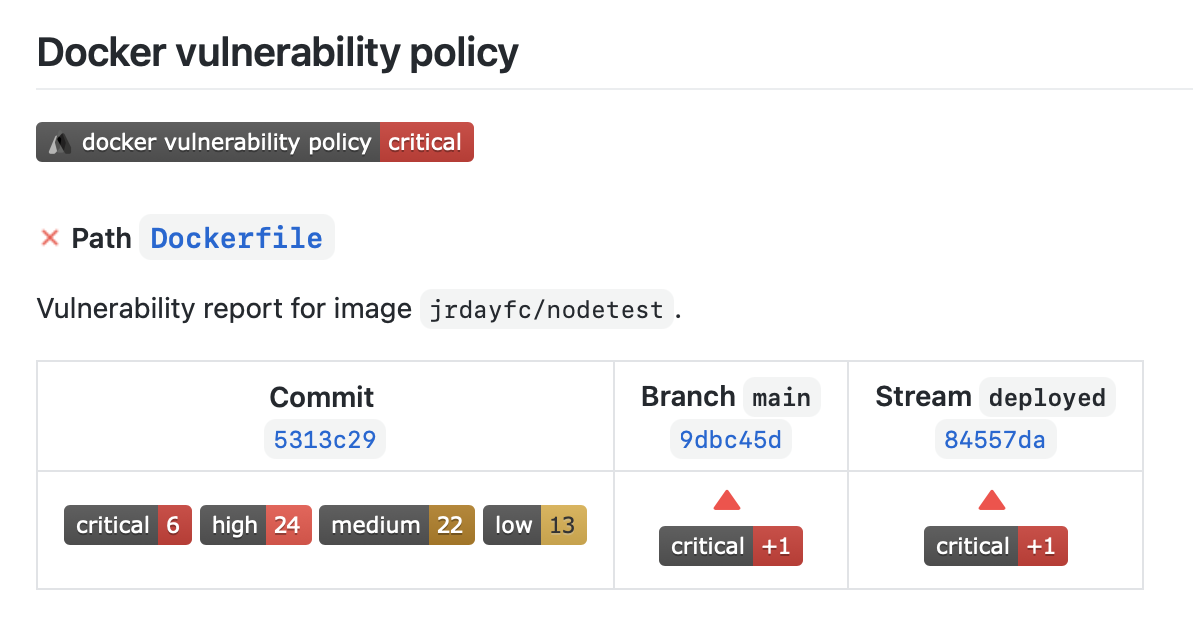 Docker vulnerability policy
docker vulnerability policy critical
Path Dockerfile
Vulnerability report for image jrdayfc/nodetest.
Commit
5313c29
Branch main
9dbc45d
Stream deployed
84557da
critical 6 high 24 medium 22 low 13
critical +1
critical +1